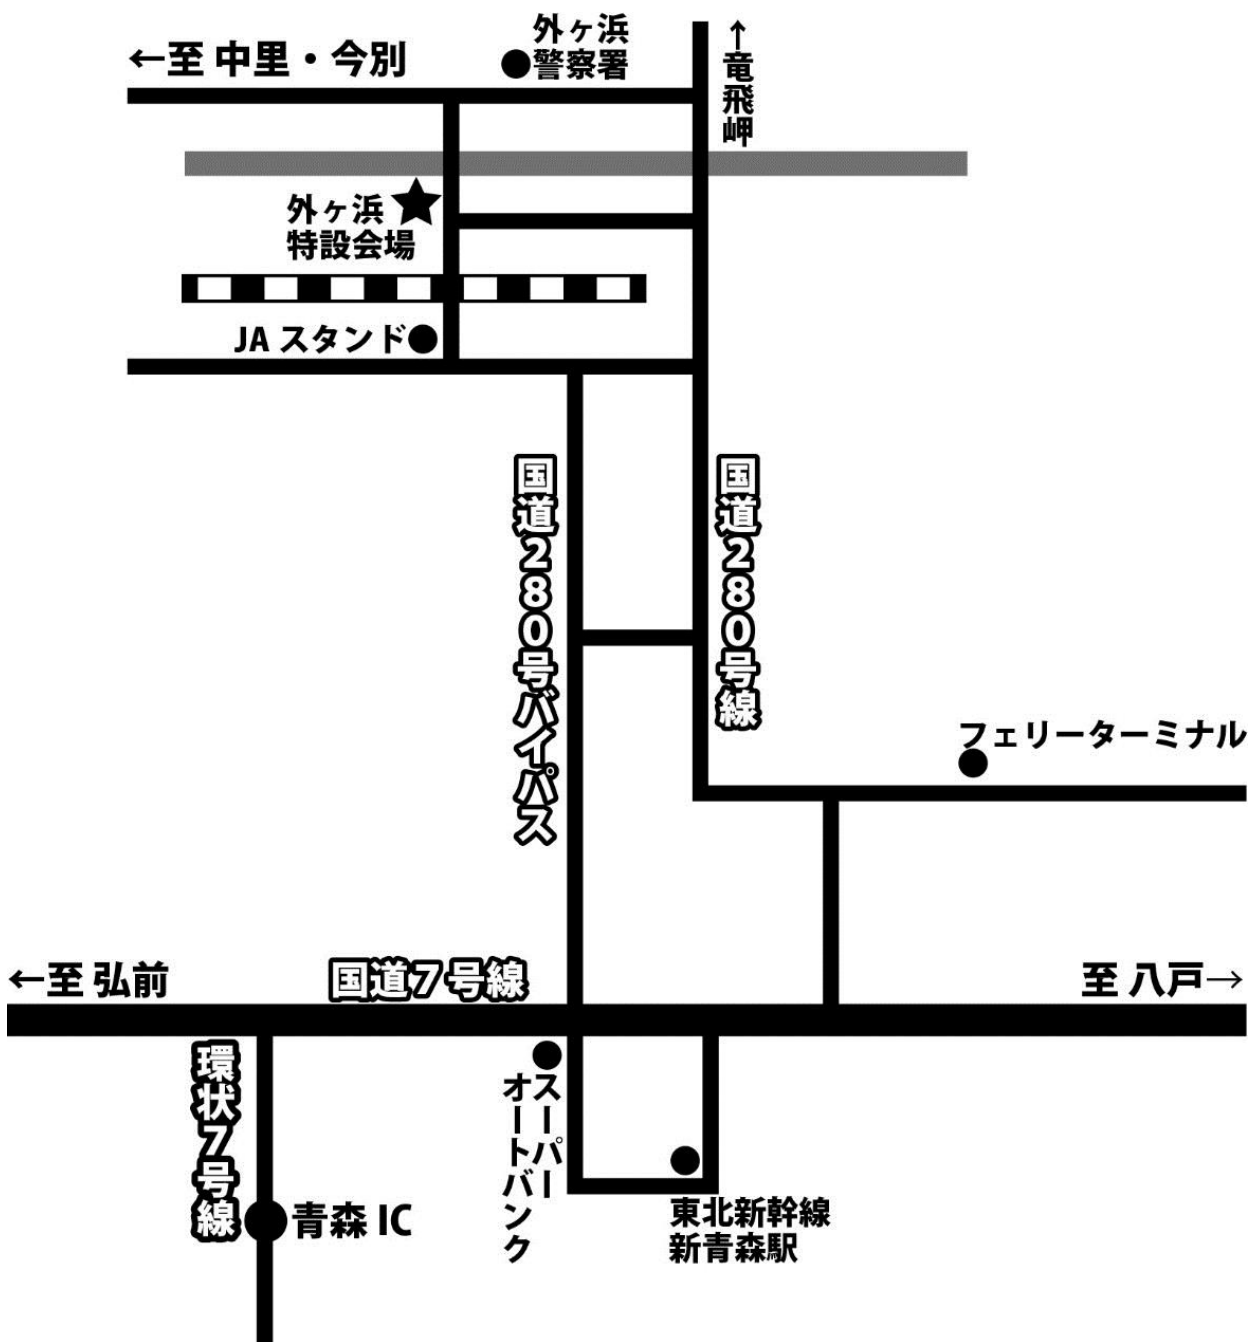 外ヶ浜
警察署
←至 中里・今別
↑竜飛岬
外ヶ浜
特設会場
JA スタンド
国道280号バイパス
国道280号線
フェリーターミナル
←至 弘前
国道7号線
至 八戸→
環状7号線
スーパー
オートバンク
青森 IC
東北新幹線
新青森駅